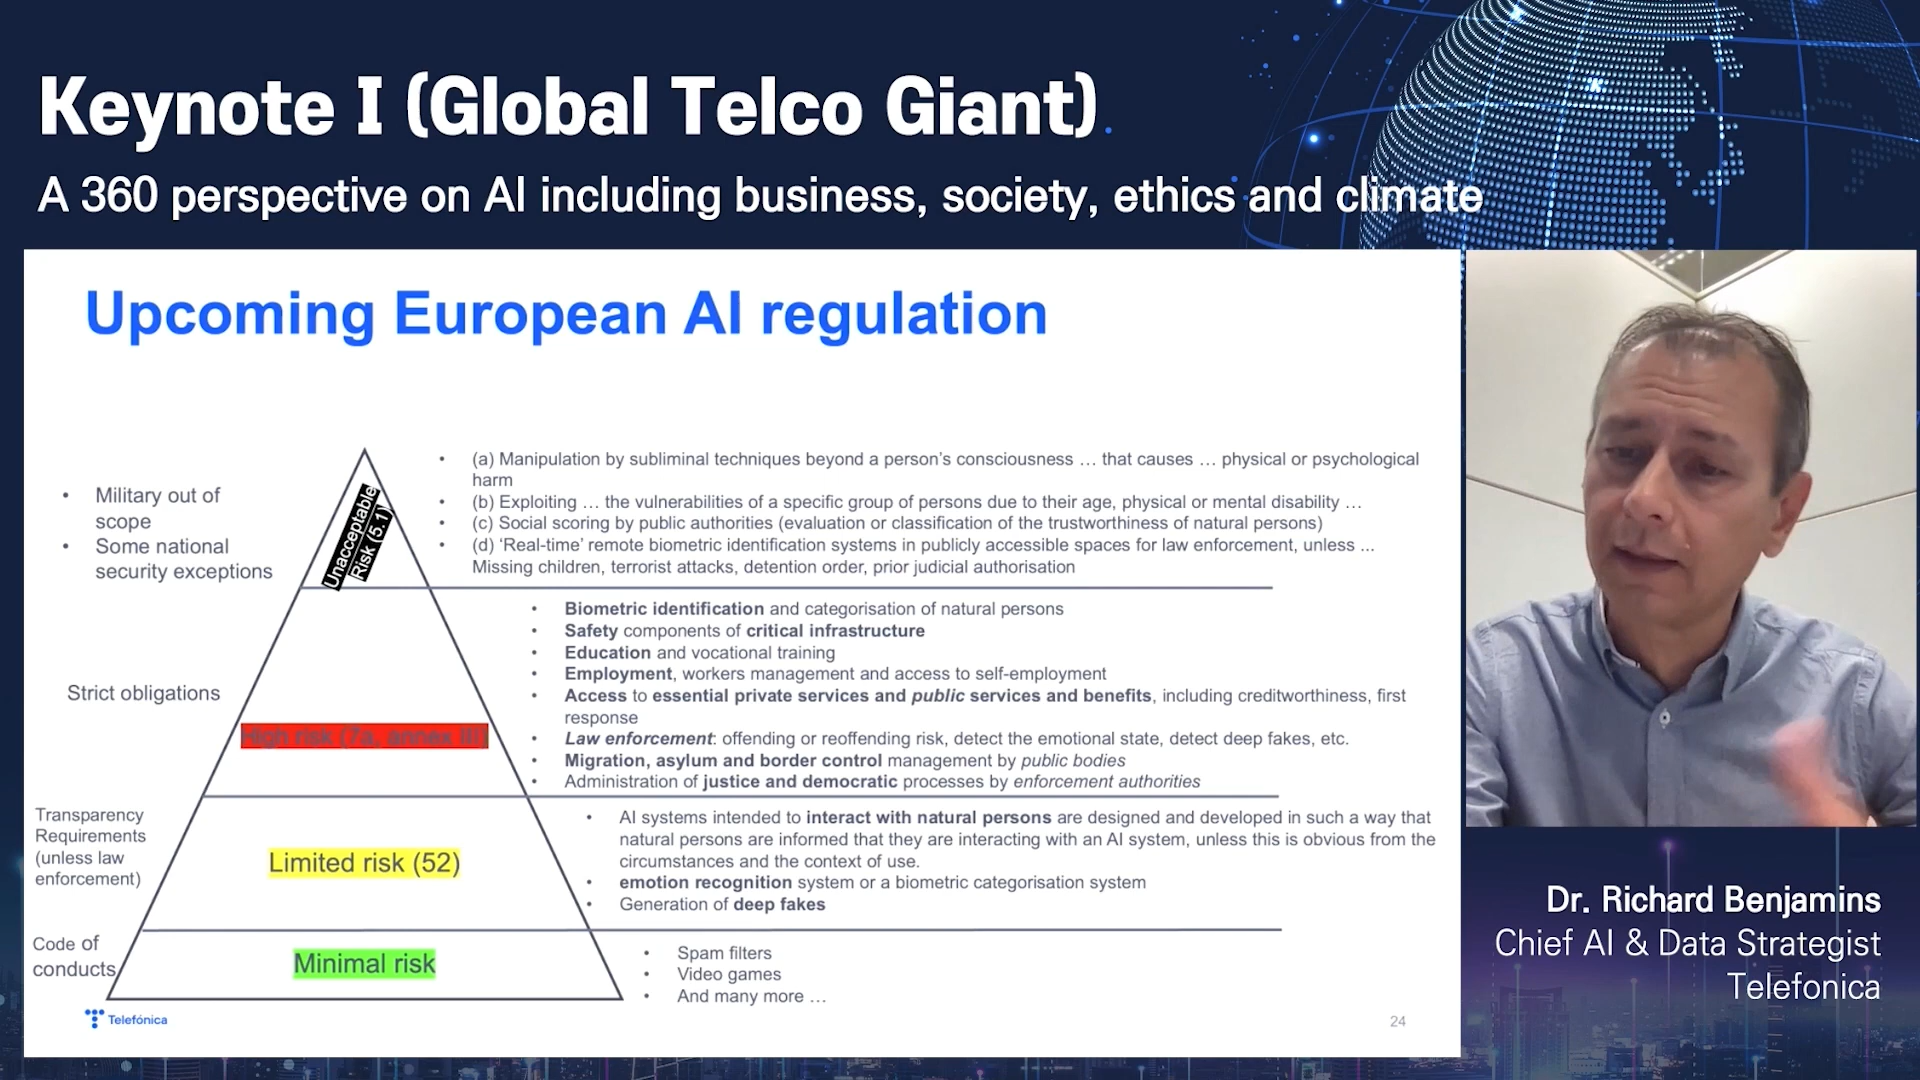 Keynote I (Global Telco Giant)
A 360 perspective on AI including business, society, ethics and climate
Upcoming European AI regulation
• Military out of
scope
• Some national
security exceptions
Unacceptable
Risk (5.1)
• (a) Manipulation by subliminal techniques beyond a person’s consciousness … that causes … physical or psychological
harm
• (b) Exploiting … the vulnerabilities of a specific group of persons due to their age, physical or mental disability …
• (c) Social scoring by public authorities (evaluation or classification of the trustworthiness of natural persons)
• (d) ‘Real-time’ remote biometric identification systems in publicly accessible spaces for law enforcement, unless ...
Missing children, terrorist attacks, detention order, prior judicial authorisation
Strict obligations
High risk (7a, annex III)
• Biometric identification and categorisation of natural persons
• Safety components of critical infrastructure
• Education and vocational training
• Employment, workers management and access to self-employment
• Access to essential private services and public services and benefits, including creditworthiness, first
response
• Law enforcement: offending or reoffending risk, detect the emotional state, detect deep fakes, etc.
• Migration, asylum and border control management by public bodies
• Administration of justice and democratic processes by enforcement authorities
Transparency
Requirements
(unless law
enforcement)
Limited risk (52)
• AI systems intended to interact with natural persons are designed and developed in such a way that
natural persons are informed that they are interacting with an AI system, unless this is obvious from the
circumstances and the context of use.
• emotion recognition system or a biometric categorisation system
• Generation of deep fakes
Code of
conducts
Minimal risk
• Spam filters
• Video games
• And many more …
Telefónica
24
Dr. Richard Benjamins
Chief AI & Data Strategist
Telefonica